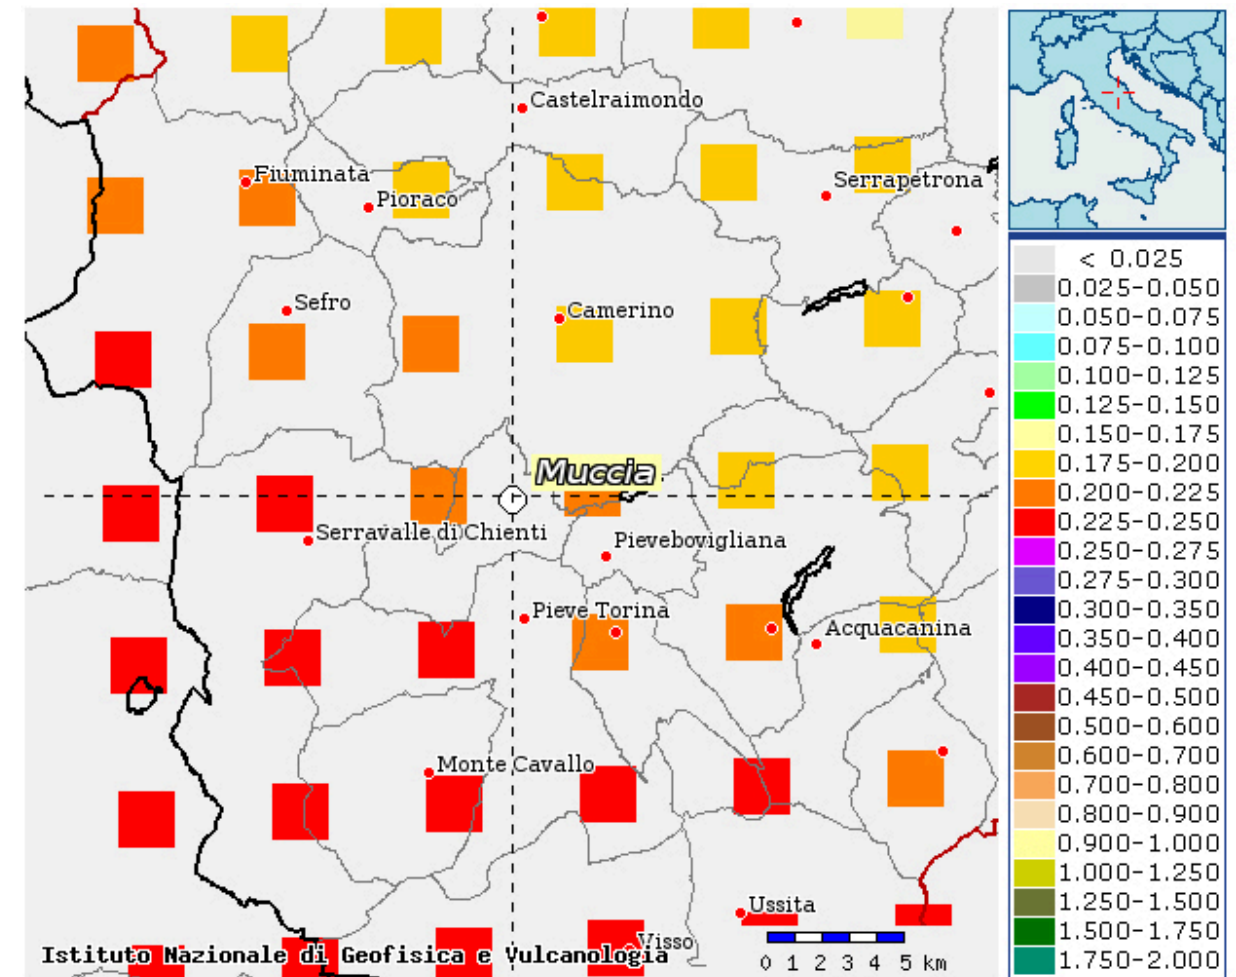 Castelraimondo
Fiuminata
Pioraco
Serrapetrona
Sefro
Camerino
Muccia
Serravalle di Chienti
Pievebovigliana
Pieve Torina
Acquacanina
Monte Cavallo
Ussita
Visso
Istituto Nazionale di Geofisica e Vulcanologia
0 1 2 3 4 5 km
< 0.025
0.025-0.050
0.050-0.075
0.075-0.100
0.100-0.125
0.125-0.150
0.150-0.175
0.175-0.200
0.200-0.225
0.225-0.250
0.250-0.275
0.275-0.300
0.300-0.350
0.350-0.400
0.400-0.450
0.450-0.500
0.500-0.600
0.600-0.700
0.700-0.800
0.800-0.900
0.900-1.000
1.000-1.250
1.250-1.500
1.500-1.750
1.750-2.000